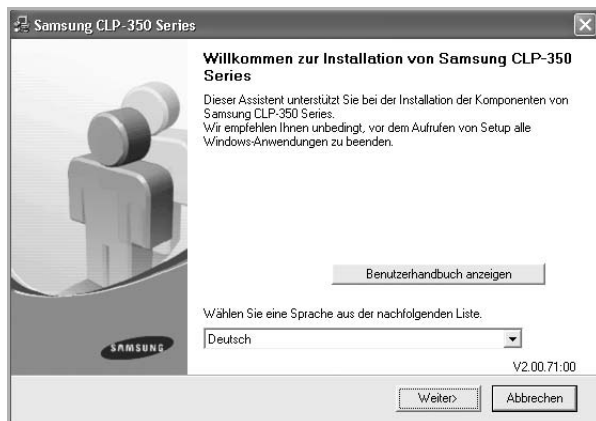 Samsung CLP-350 Series
Willkommen zur Installation von Samsung CLP-350
Series
Dieser Assistent unterstützt Sie bei der Installation der Komponenten von
Samsung CLP-350 Series.
Wir empfehlen Ihnen unbedingt, vor dem Aufrufen von Setup alle
Windows-Anwendungen zu beenden.
Benutzerhandbuch anzeigen
Wählen Sie eine Sprache aus der nachfolgenden Liste.
Deutsch
SAMSUNG
V2.00.71:00
Weiter>
Abbrechen